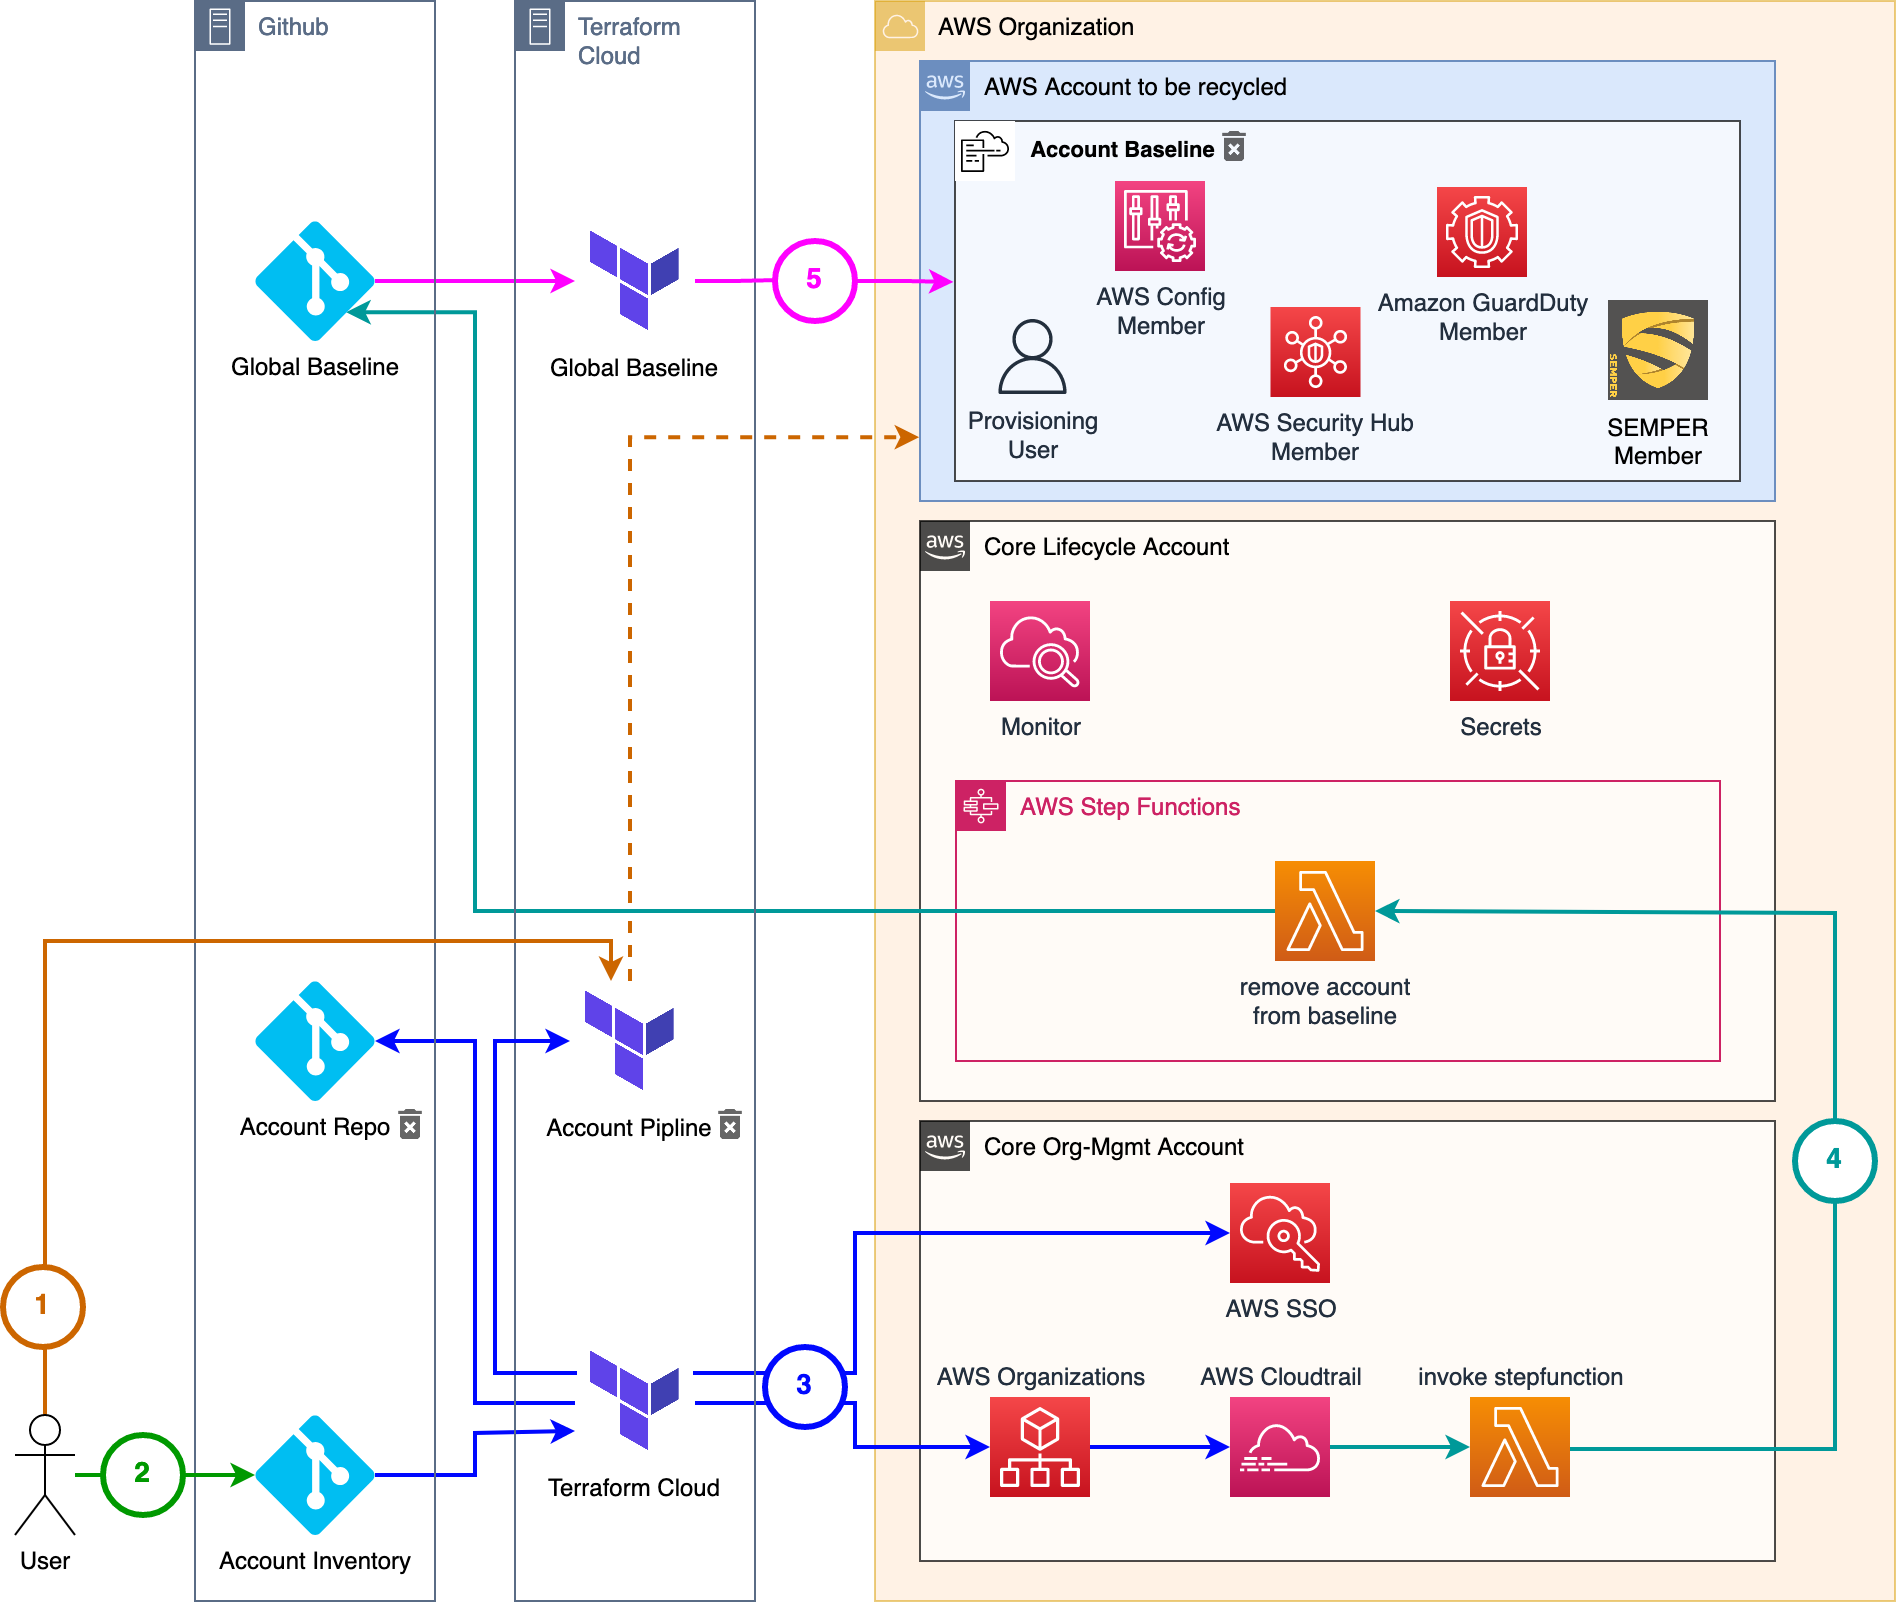 Github
Terraform
Cloud
AWS Organization
aws
AWS Account to be recycled
Account Baseline
AWS Config
Member
Amazon GuardDuty
Member
5
Global Baseline
Global Baseline
Provisioning
User
AWS Security Hub
Member
SEMPER
SEMPER
Member
aws
Core Lifecycle Account
Monitor
Secrets
AWS Step Functions
remove account
from baseline
Account Repo
Account Pipline
aws
Core Org-Mgmt Account
4
1
AWS SSO
3
AWS Organizations
AWS Cloudtrail
invoke stepfunction
2
Terraform Cloud
User
Account Inventory